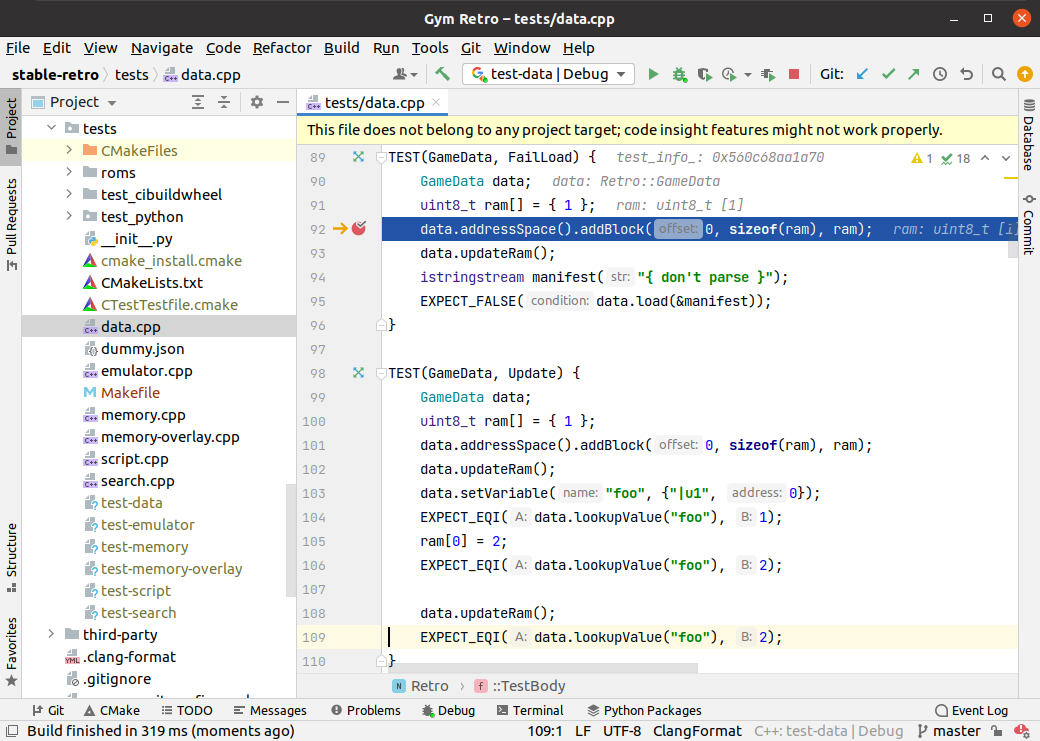 Gym Retro – tests/data.cpp
File Edit View Navigate Code Refactor Build Run Tools Git Window Help
stable-retro tests data.cpp test-data | Debug Git:
Project
Pull Requests
Structure
Favorites
Project
tests
CMakeFiles
roms
test_cibuildwheel
test_python
__init__.py
cmake_install.cmake
CMakeLists.txt
CTestTestfile.cmake
data.cpp
dummy.json
emulator.cpp
Makefile
memory.cpp
memory-overlay.cpp
script.cpp
search.cpp
test-data
test-emulator
test-memory
test-memory-overlay
test-script
test-search
third-party
.clang-format
.gitignore
tests/data.cpp
This file does not belong to any project target; code insight features might not work properly.
1 18
89 TEST(GameData, FailLoad) { test_info_: 0x560c68aa1a70
90 GameData data; data: Retro::GameData
91 uint8_t ram[] = { 1 }; ram: uint8_t [1]
92 data.addressSpace().addBlock( offset: 0, sizeof(ram), ram); ram: uint8_t [1]
93 data.updateRam();
94 istringstream manifest( str: "{ don't parse }");
95 EXPECT_FALSE( condition: data.load(&manifest));
96 }
97
98 TEST(GameData, Update) {
99 GameData data;
100 uint8_t ram[] = { 1 };
101 data.addressSpace().addBlock( offset: 0, sizeof(ram), ram);
102 data.updateRam();
103 data.setVariable( name: "foo", {"|u1", address: 0});
104 EXPECT_EQI( A: data.lookupValue("foo"), B: 1);
105 ram[0] = 2;
106 EXPECT_EQI( A: data.lookupValue("foo"), B: 2);
107
108 data.updateRam();
109 EXPECT_EQI( A: data.lookupValue("foo"), B: 2);
110 }
N Retro f ::TestBody
Database
Commit
Git CMake TODO Messages Problems Debug Terminal Python Packages Event Log
Build finished in 319 ms (moments ago) 109:1 LF UTF-8 ClangFormat C++: test-data | Debug master